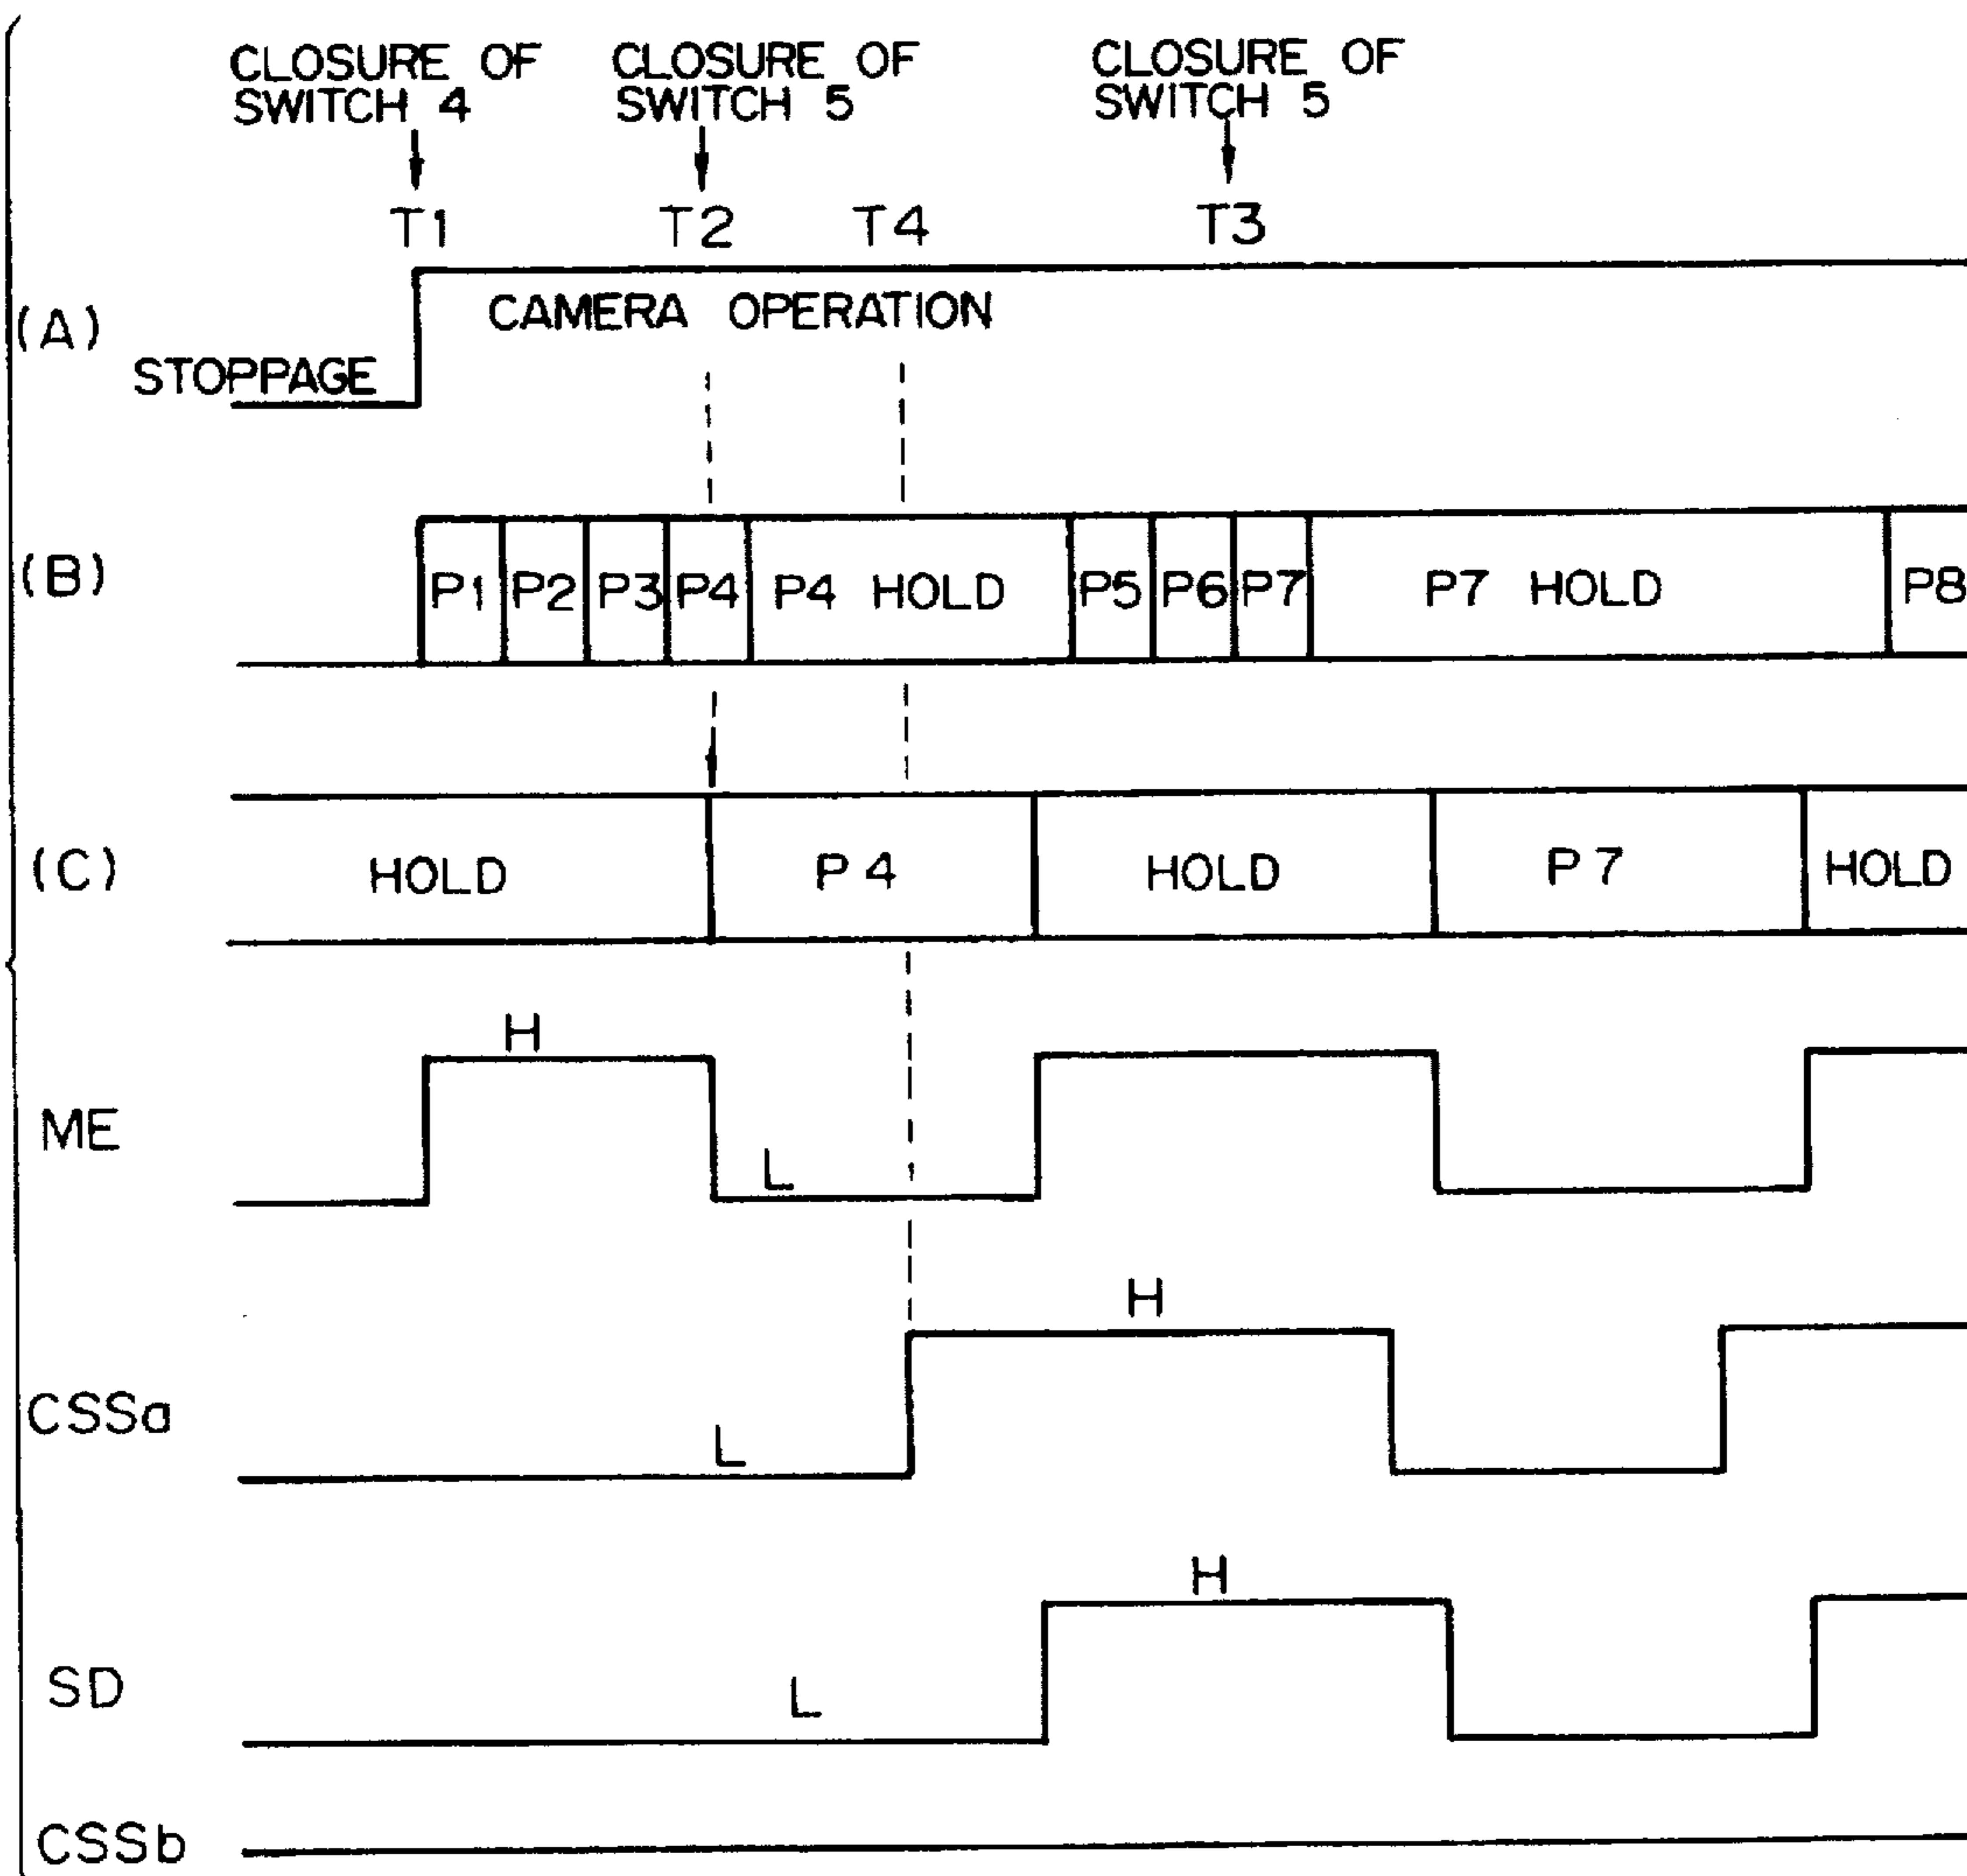 CLOSURE OF
SWITCH 4
CLOSURE OF
SWITCH 5
CLOSURE OF
SWITCH 5
T1 T2 T4 T3
(A)
CAMERA OPERATION
STOPPAGE
(B)
P1 P2 P3 P4 P4 HOLD P5 P6 P7 P7 HOLD P8
(C)
HOLD P4 HOLD P7 HOLD
H
ME
L
H
CSSa
L
H
SD
L
CSSb